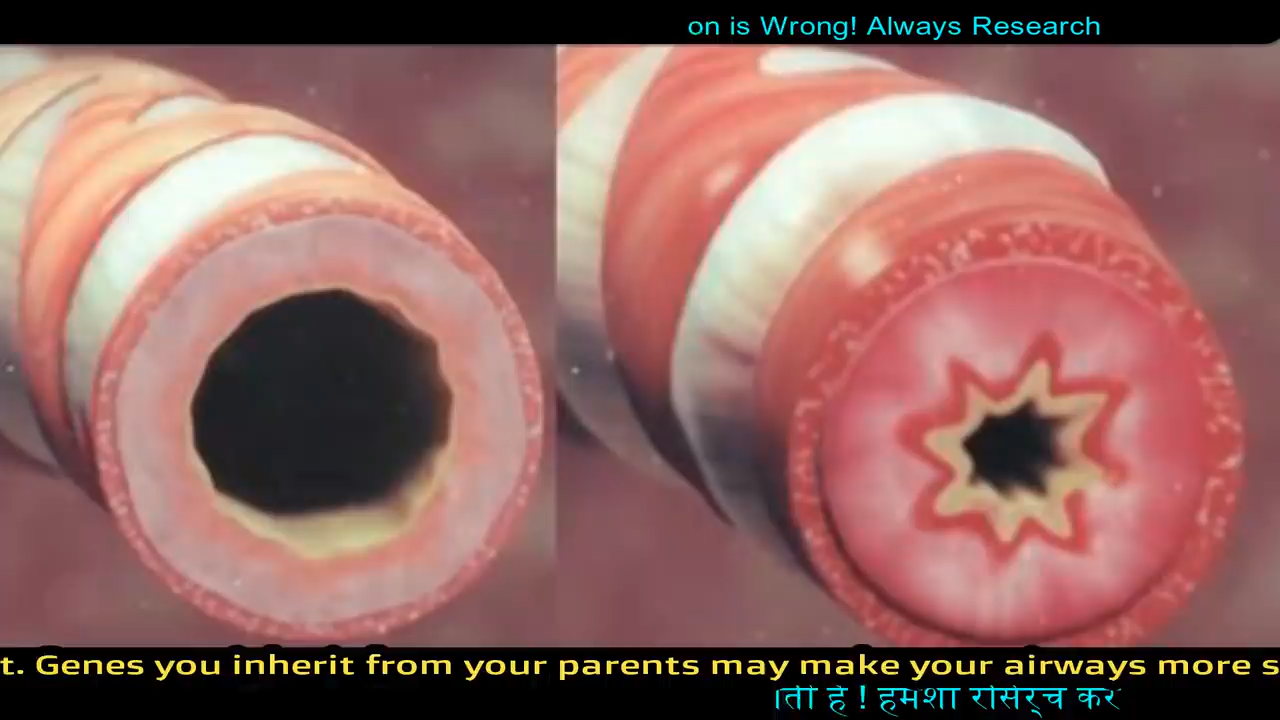 on is Wrong! Always Research
t. Genes you inherit from your parents may make your airways more s
है ! हमेशा रिसर्च कर